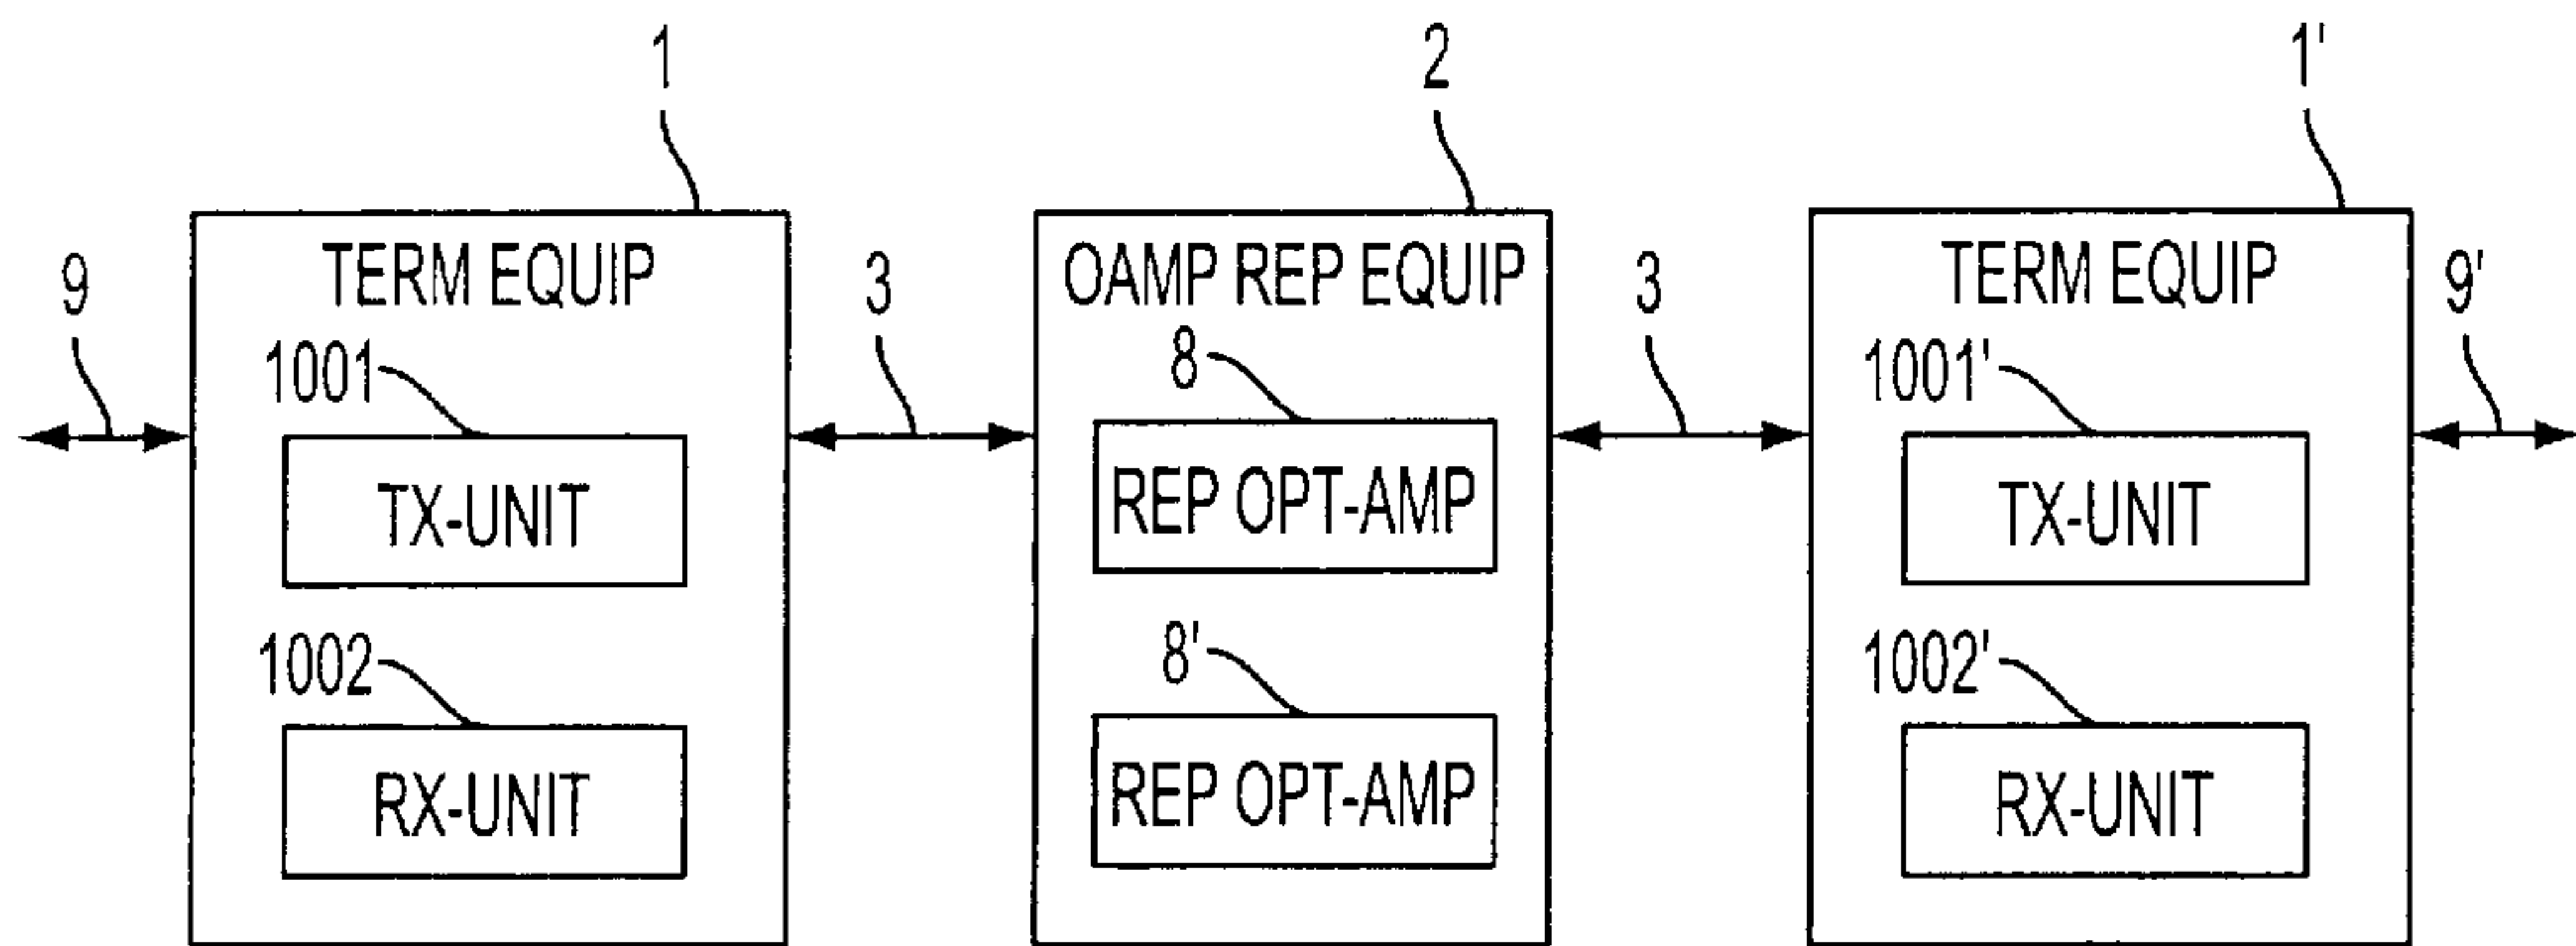 1
2
1'
9
TERM EQUIP
3
OAMP REP EQUIP
3
TERM EQUIP
9'
1001
8
1001'
TX-UNIT
REP OPT-AMP
TX-UNIT
1002
8'
1002'
RX-UNIT
REP OPT-AMP
RX-UNIT